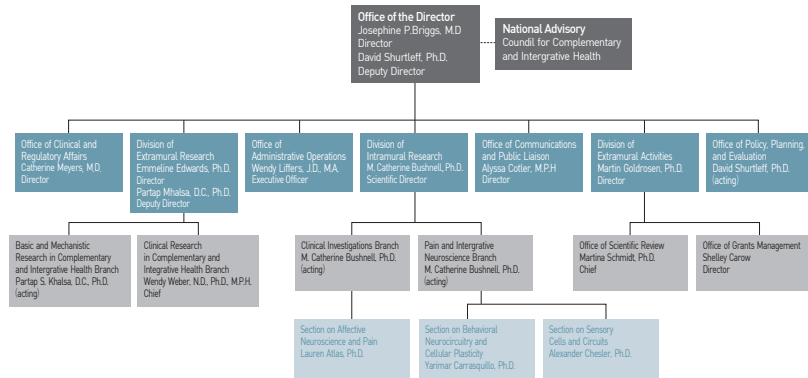 Office of the Director
Josephine P.Briggs, M.D
Director
David Shurtleff, Ph.D.
Deputy Director
National Advisory
Coundil for Complementary
and Intergrative Health
Office of Clinical and
Regulatory Affairs
Catherine Meyers, M.D.
Director
Division of
Extramural Research
Emmeline Edwards, Ph.D.
Director
Partap Mhalsa, D.C., Ph.D.
Deputy Director
Office of
Administrative Operations
Wendy Liffers, J.D., M.A.
Executive Officer
Division of
Intramural Research
M. Catherine Bushnell, Ph.D.
Scientific Director
Office of Communications
and Public Liaison
Alyssa Cotler, M.P.H
Director
Division of
Extramural Activities
Martin Goldrosen, Ph.D.
Director
Office of Policy, Planning,
and Evaluation
David Shurtleff, Ph.D.
(acting)
Basic and Mechanistic
Research in Complementary
and Intergrative Health Branch
Partap S. Khalsa, D.C., Ph.D.
(acting)
Clinical Research
in Complementary and
Integrative Health Branch
Wendy Weber, N.D., Ph.D., M.P.H.
Chief
Clinical Investigations Branch
M. Catherine Bushnell, Ph.D.
(acting)
Pain and Intergrative
Neuroscience Branch
M. Catherine Bushnell, Ph.D.
(acting)
Office of Scientific Review
Martina Schmidt, Ph.D.
Chief
Office of Grants Management
Shelley Carow
Director
Section on Affective
Neuroscience and Pain
Lauren Atlas, Ph.D.
Section on Behavioral
Neurocircuitry and
Cellular Plasticity
Yarimar Carrasquillo, Ph.D.
Section on Sensory
Cells and Circuits
Alexander Chesler, Ph.D.